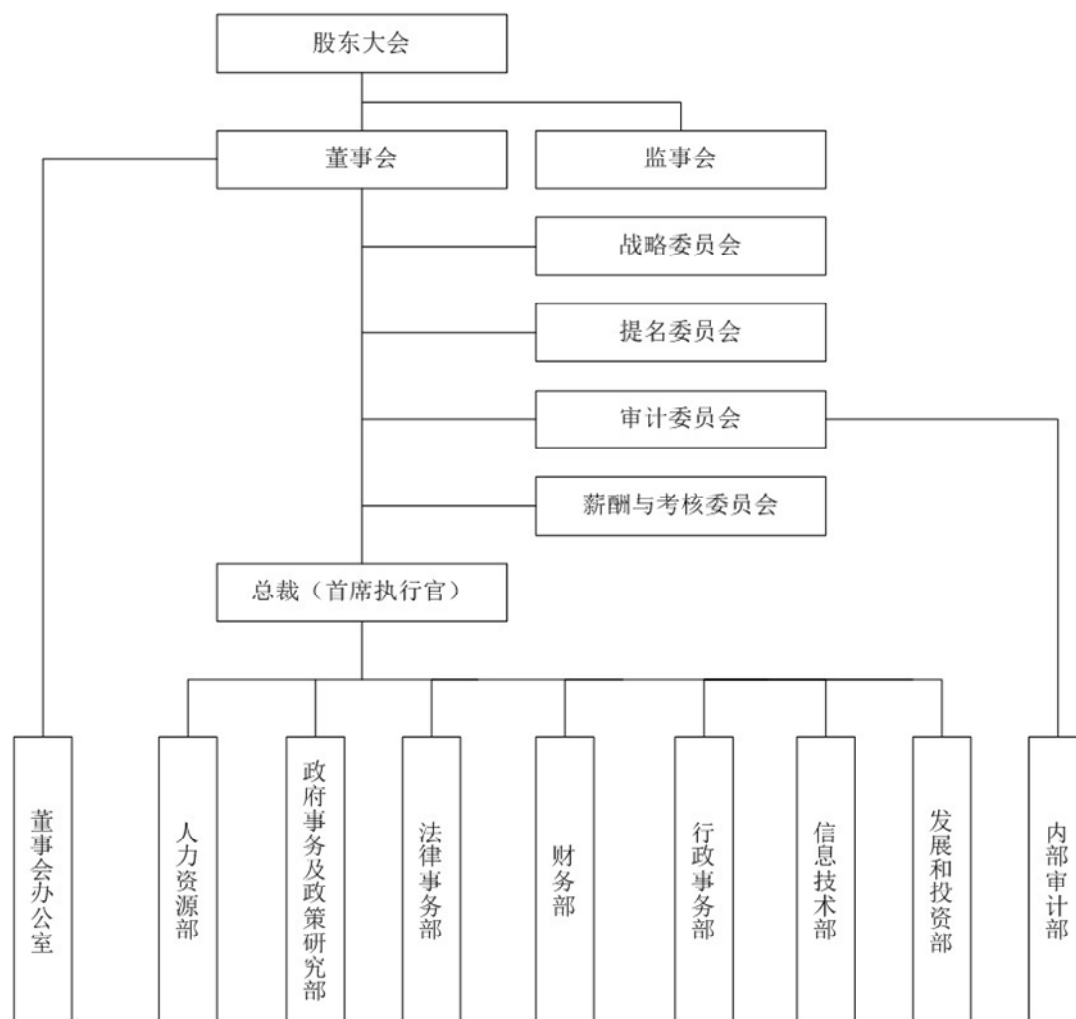 股东大会
董事会
监事会
战略委员会
提名委员会
审计委员会
薪酬与考核委员会
总裁（首席执行官）
董事会办公室
人力资源部
政府事务及政策研究部
法律事务部
财务部
行政事务部
信息技术部
发展和投资部
内部审计部